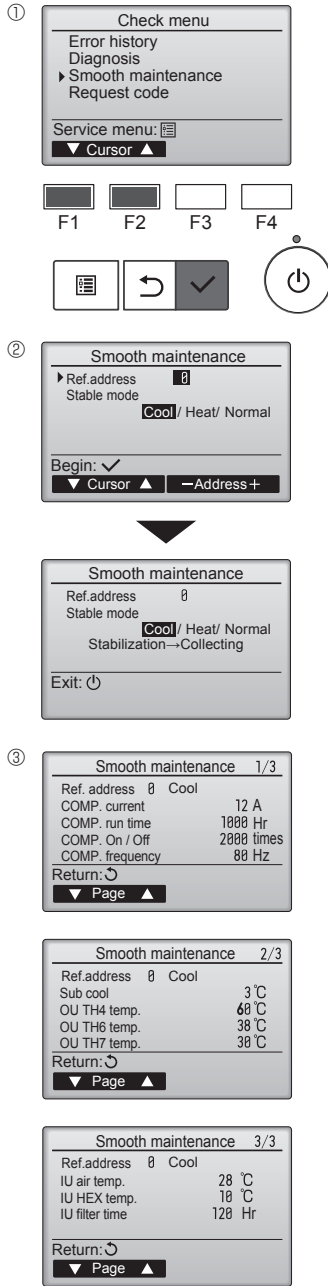 ①
Check menu
Error history
Diagnosis
Smooth maintenance
Request code
Service menu:
▼ Cursor ▲
F1 F2 F3 F4
②
Smooth maintenance
Ref.address 0
Stable mode
Cool / Heat/ Normal
Begin: ✓
▼ Cursor ▲ −Address+
Smooth maintenance
Ref.address 0
Stable mode
Cool / Heat/ Normal
Stabilization→Collecting
Exit:
③
Smooth maintenance 1/3
Ref. address 0 Cool
COMP. current 12 A
COMP. run time 1000 Hr
COMP. On / Off 2000 times
COMP. frequency 80 Hz
Return:
▼ Page ▲
Smooth maintenance 2/3
Ref.address 0 Cool
Sub cool 3 °C
OU TH4 temp. 60 °C
OU TH6 temp. 38 °C
OU TH7 temp. 30 °C
Return:
▼ Page ▲
Smooth maintenance 3/3
Ref.address 0 Cool
IU air temp. 28 °C
IU HEX temp. 10 °C
IU filter time 120 Hr
Return:
▼ Page ▲